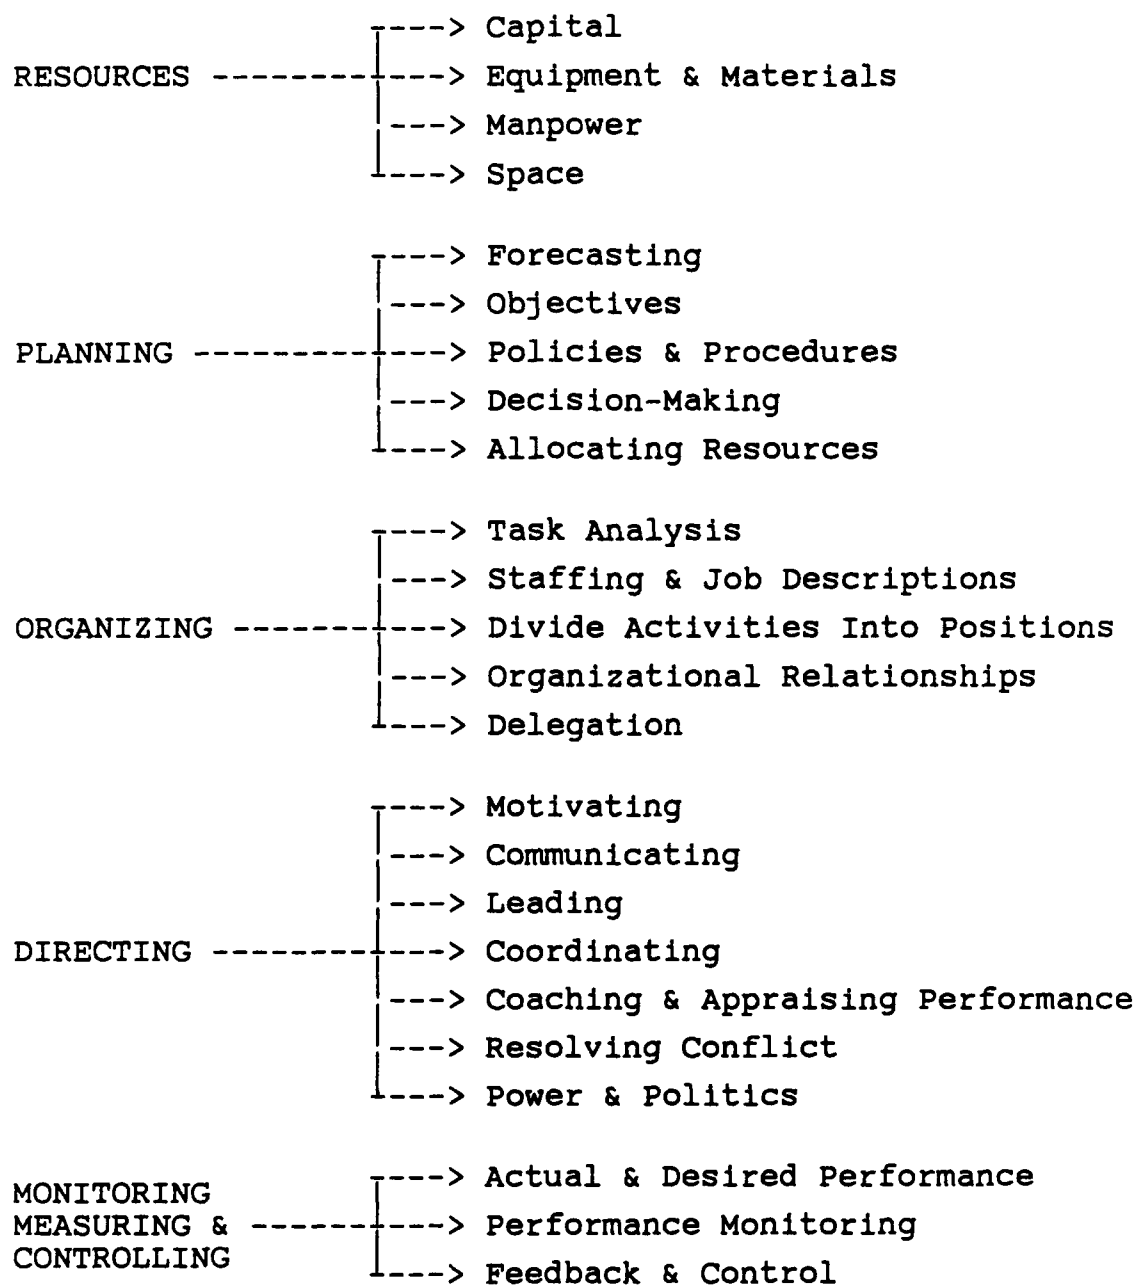 Capital
RESOURCES ---------> Equipment & Materials
---> Manpower
----> Space
----> Forecasting
---> Objectives
PLANNING ---------> Policies & Procedures
---> Decision-Making
----> Allocating Resources
----> Task Analysis
---> Staffing & Job Descriptions
ORGANIZING ---------> Divide Activities Into Positions
---> Organizational Relationships
----> Delegation
----> Motivating
---> Communicating
---> Leading
DIRECTING ---------> Coordinating
---> Coaching & Appraising Performance
---> Resolving Conflict
----> Power & Politics
----> Actual & Desired Performance
MONITORING
MEASURING & ---------> Performance Monitoring
CONTROLLING
----> Feedback & Control